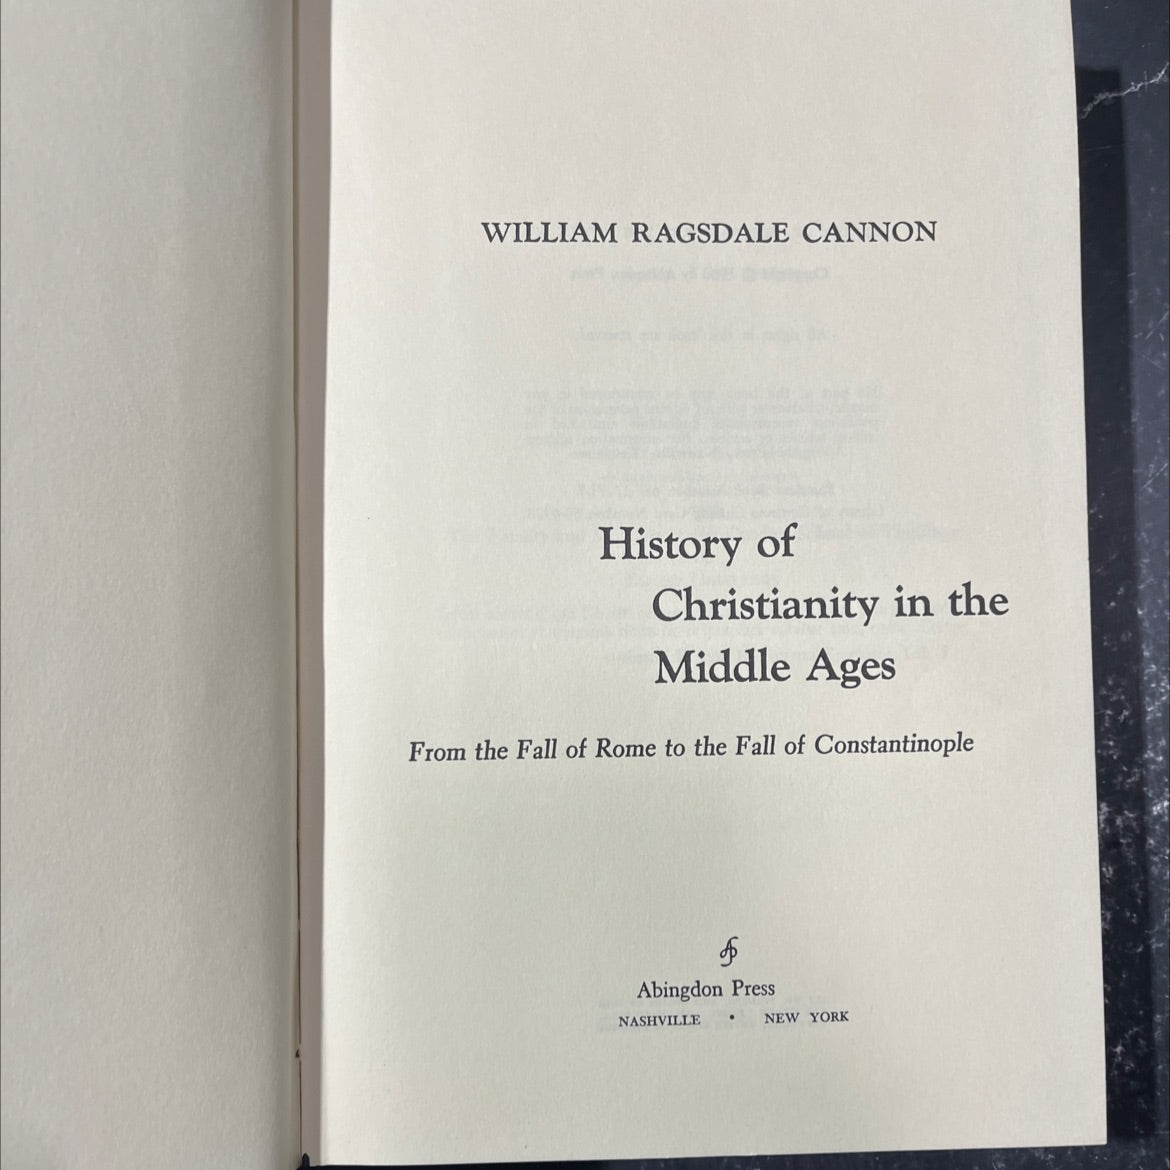 WILLIAM RAGSDALE CANNON
History of
Christianity in the
Middle Ages
From the Fall of Rome to the Fall of Constantinople
Abingdon Press
NASHVILLE • NEW YORK